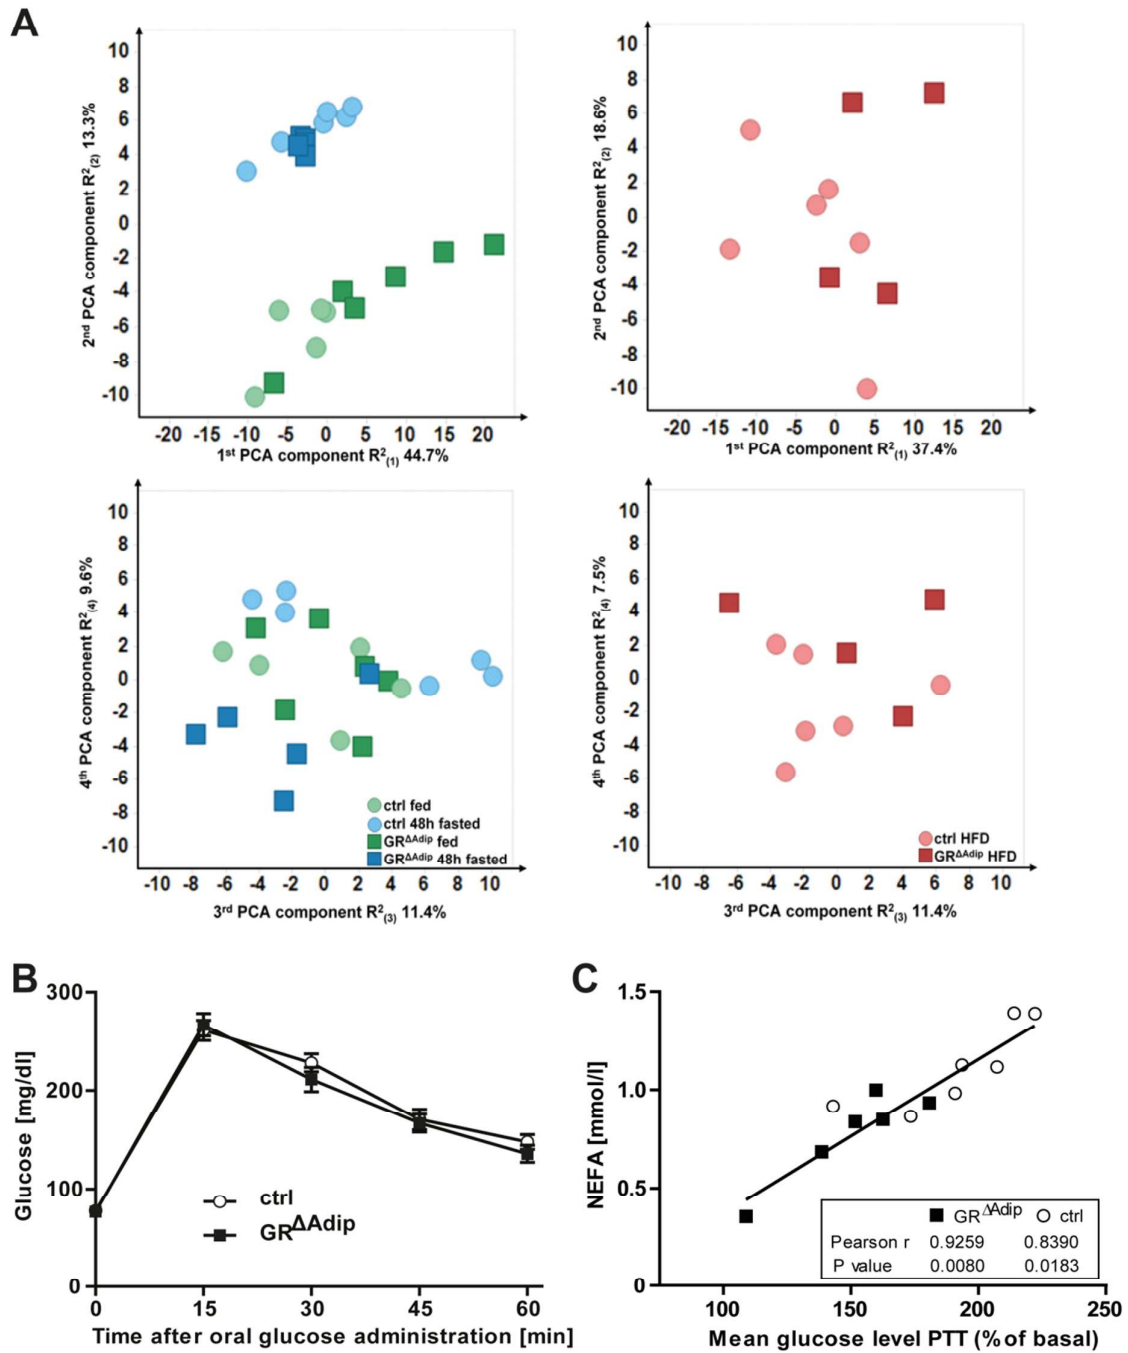 A
10
8
6
4
2
0
-2
-4
-6
-8
-10
2nd PCA component R2(2) 13.3%
-20 -15 -10 -5 0 5 10 15 20
1st PCA component R2(1) 44.7%
10
8
6
4
2
0
-2
-4
-6
-8
-10
2nd PCA component R2(2) 18.6%
-20 -15 -10 -5 0 5 10 15 20
1st PCA component R2(1) 37.4%
10
8
6
4
2
0
-2
-4
-6
-8
-10
4th PCA component R2(4) 9.6%
ctrl fed
ctrl 48h fasted
GRΔAdip fed
GRΔAdip 48h fasted
-10 -8 -6 -4 -2 0 2 4 6 8 10
3rd PCA component R2(3) 11.4%
10
8
6
4
2
0
-2
-4
-6
-8
-10
4th PCA component R2(4) 7.5%
ctrl HFD
GRΔAdip HFD
-10 -8 -6 -4 -2 0 2 4 6 8 10
3rd PCA component R2(3) 11.4%
B
300
200
100
0
Glucose [mg/dl]
ctrl
GRΔAdip
0 15 30 45 60
Time after oral glucose administration [min]
C
1.5
1.0
0.5
0
NEFA [mmol/l]
GRΔAdip ctrl
Pearson r 0.9259 0.8390
P value 0.0080 0.0183
100 150 200 250
Mean glucose level PTT (% of basal)